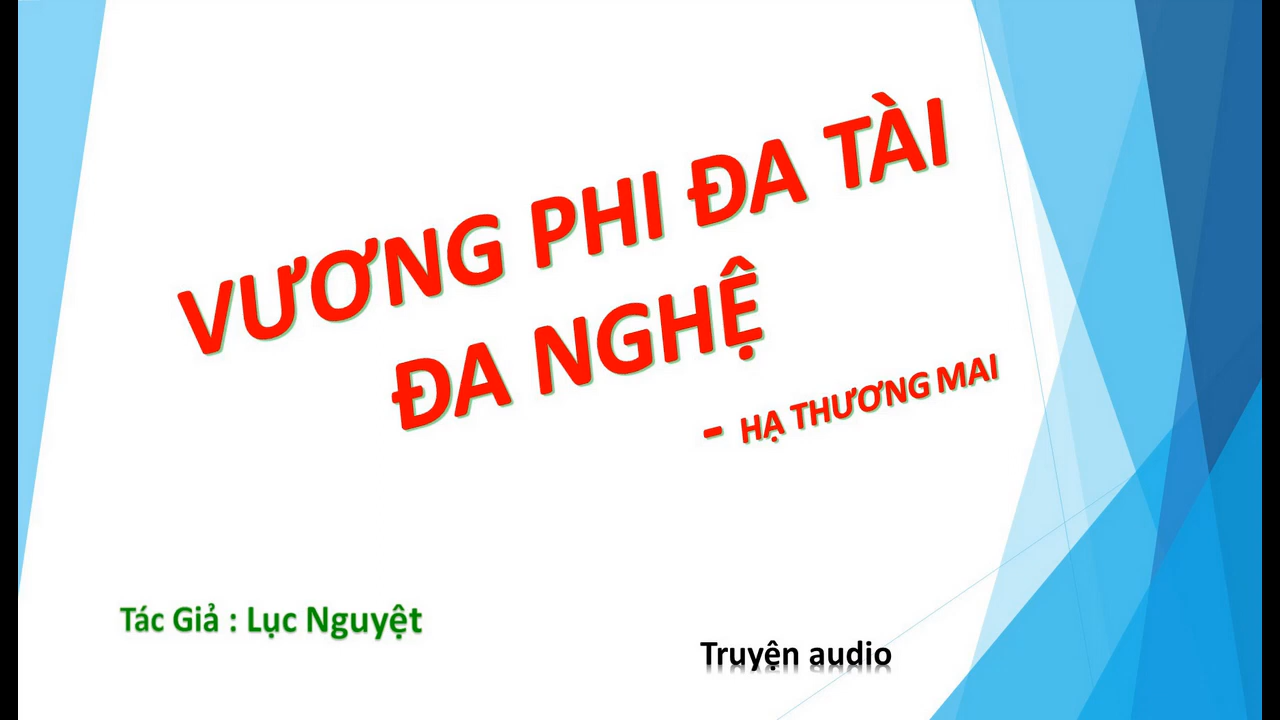 VƯƠNG PHI ĐA TÀI
ĐA NGHỆ
- HẠ THƯƠNG MAI
Tác Giả : Lục Nguyệt
Truyện audio